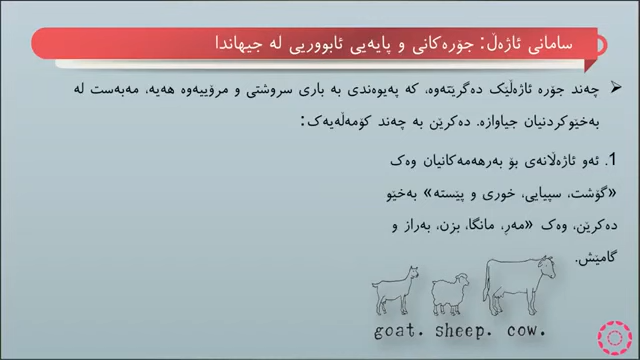 سامانی ئاژەڵ: جۆرەکانی و پایەیی ئابووریی لە جیهاندا
چەند جۆرە ئاژەڵێک دەگرێتەوە، کە پەیوەندی بە باری سروشتی و مرۆییەوە هەیە، مەبەست لە
بەخێوکردنیان جیاوازە. دەکرێن بە چەند کۆمەڵەیەک:
1. ئەو ئاژەڵانەی بۆ بەرهەمەکانیان وەک
«گۆشت، سپیایی، خوری و پێستە» بەخێو
دەکرێن، وەک «مەڕ، مانگا، بزن، بەراز و
گامێش.
goat. sheep. cow.